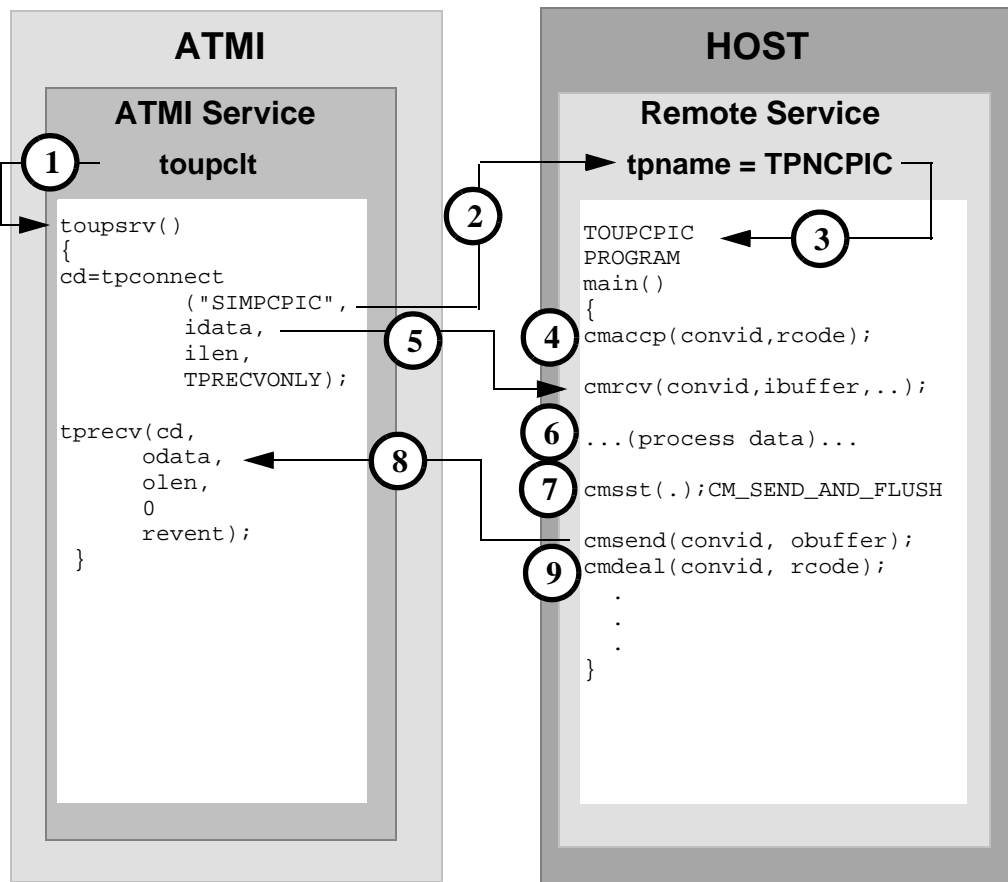 ATMI
ATMI Service
1
toupclt
toupsrv()
{
cd=tpconnect
("SIMPCPIC",
idata,
ilen,
TPRECVONLY);
tprecv(cd,
odata,
olen,
0
revent);
}
2
5
8
HOST
Remote Service
tpname = TPNCPIC
3
TOUPCPIC
PROGRAM
main()
{
4
cmaccp(convid,rcode);
cmrcv(convid,ibuffer,..);
6
...(process data)...
7
cmsst(.);CM_SEND_AND_FLUSH
cmsend(convid, obuffer);
9
cmdeal(convid, rcode);
.
.
.
}